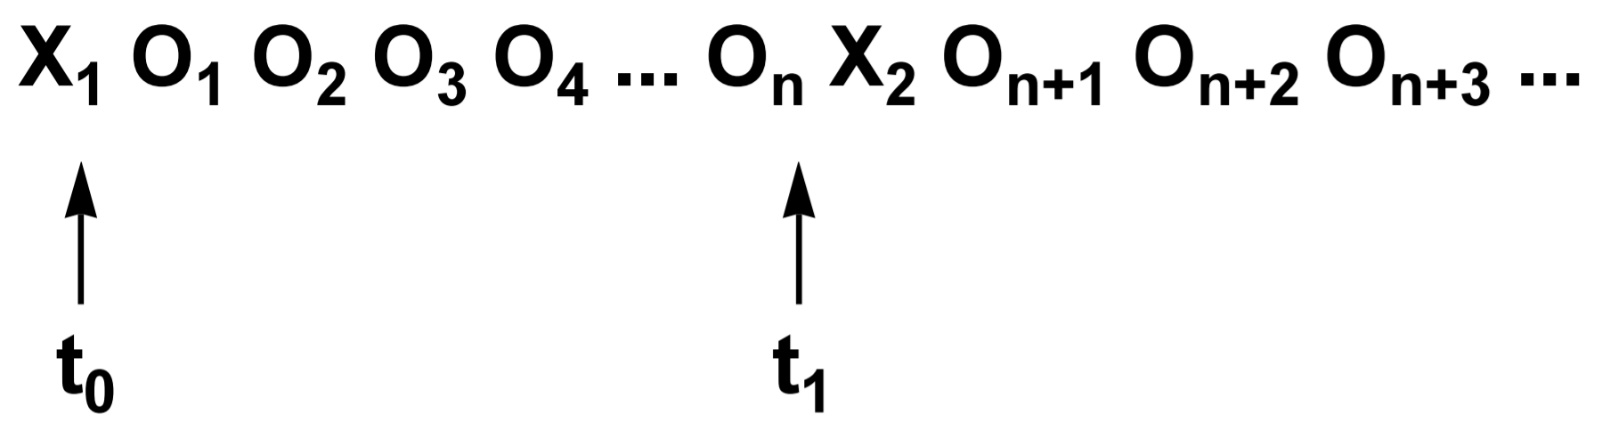 X₁ O₁ O₂ O₃ O₄ ... Oₙ X₂ Oₙ₊₁ Oₙ₊₂ Oₙ₊₃ ...
t₀ t₁